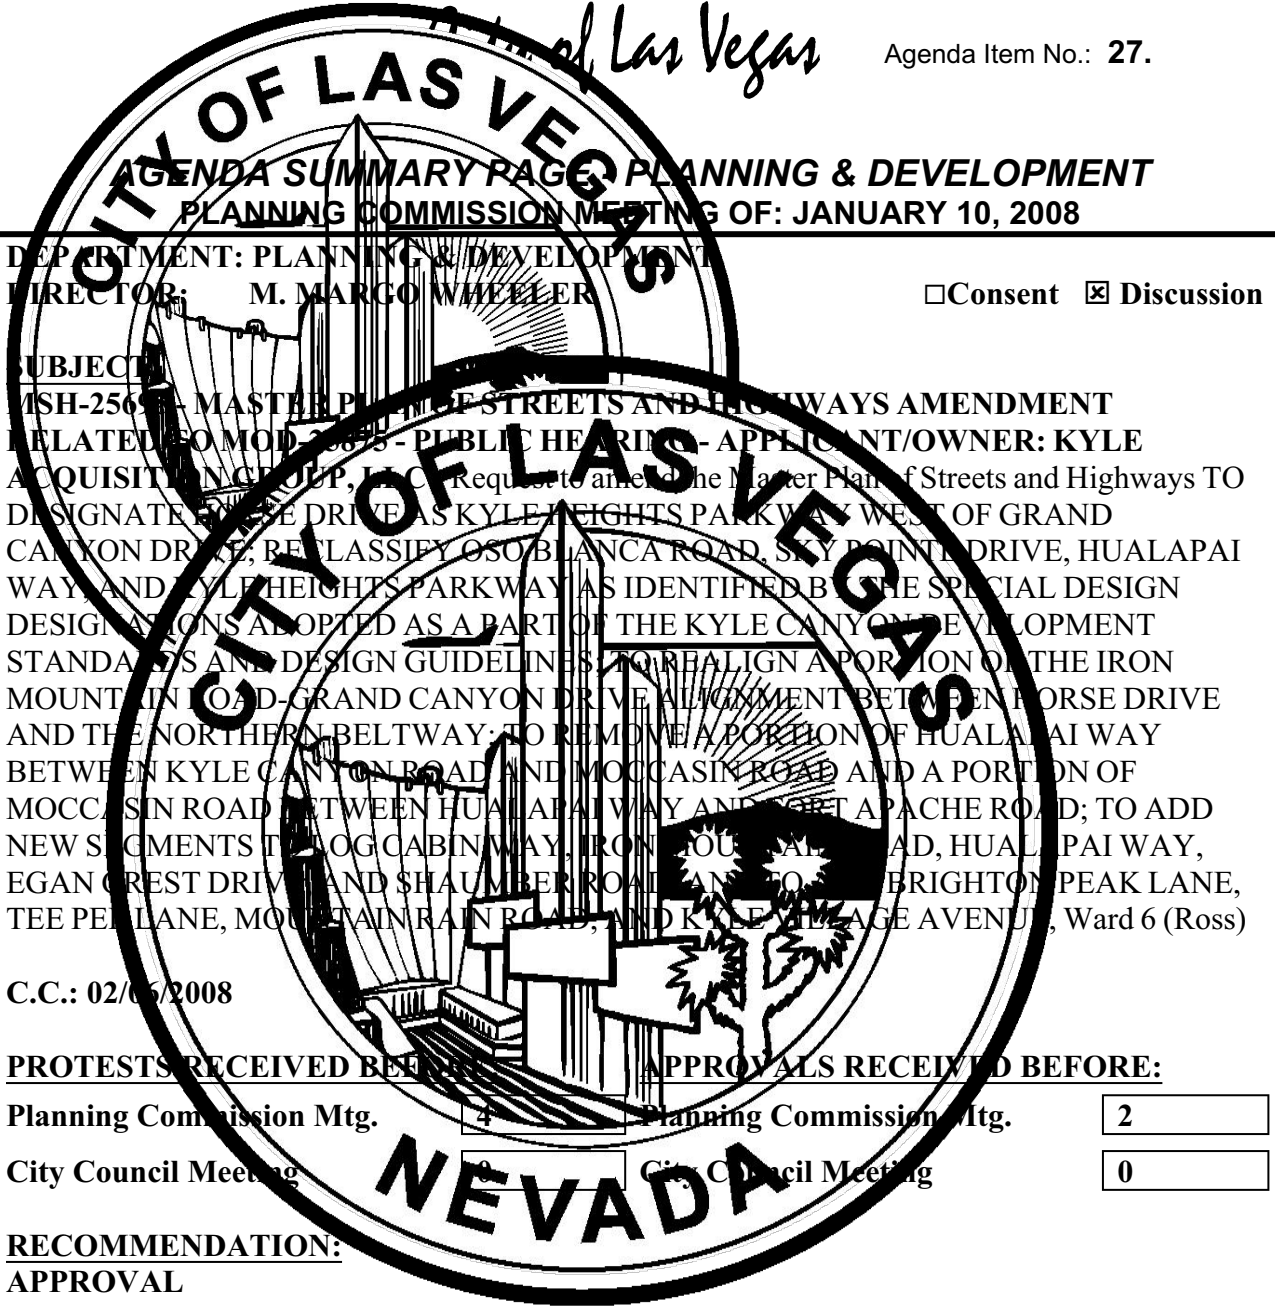 City of Las Vegas
Agenda Item No.: 27.
CITY OF LAS VEGAS
AGENDA SUMMARY PAGE - PLANNING & DEVELOPMENT
PLANNING COMMISSION MEETING OF: JANUARY 10, 2008
DEPARTMENT: PLANNING & DEVELOPMENT
DIRECTOR: M. MARGO WHEELER ☐Consent ☒ Discussion
SUBJECT:
MASTER PLAN OF STREETS AND HIGHWAYS AMENDMENT
RELATED TO - PUBLIC HEARING - APPLICANT/OWNER: KYLE
ACQUISITION GROUP, LLC - Request to amend the Master Plan of Streets and Highways TO
DESIGNATE HORSE DRIVE AS KYLE HEIGHTS PARKWAY WEST OF GRAND
CANYON DRIVE; RECLASSIFY OSO BLANCA ROAD, SKY POINTE DRIVE, HUALAPAI
WAY, AND KYLE HEIGHTS PARKWAY AS IDENTIFIED BY THE SPECIAL DESIGN
DESIGNATIONS ADOPTED AS A PART OF THE KYLE CANYON DEVELOPMENT
STANDARDS AND DESIGN GUIDELINES; TO REALIGN A PORTION OF THE IRON
MOUNTAIN ROAD-GRAND CANYON DRIVE ALIGNMENT BETWEEN HORSE DRIVE
AND THE NORTHERN BELTWAY; TO REMOVE A PORTION OF HUALAPAI WAY
BETWEEN KYLE CANYON ROAD AND MOCCASIN ROAD AND A PORTION OF
MOCCASIN ROAD BETWEEN HUALAPAI WAY AND FORT APACHE ROAD; TO ADD
NEW SEGMENTS TO LOG CABIN WAY, IRON MOUNTAIN ROAD, HUALAPAI WAY,
EGAN CREST DRIVE, AND SHAUMBER ROAD; AND TO ADD BRIGHTON PEAK LANE,
TEE PEE LANE, MOUNTAIN RAIN ROAD, AND KYLE VILLAGE AVENUE, Ward 6 (Ross)
C.C.: 02/06/2008
PROTESTS RECEIVED BEFORE: APPROVALS RECEIVED BEFORE:
Planning Commission Mtg. 4 Planning Commission Mtg. 2
City Council Meeting 0 City Council Meeting 0
RECOMMENDATION:
APPROVAL
CITY OF LAS VEGAS
NEVADA